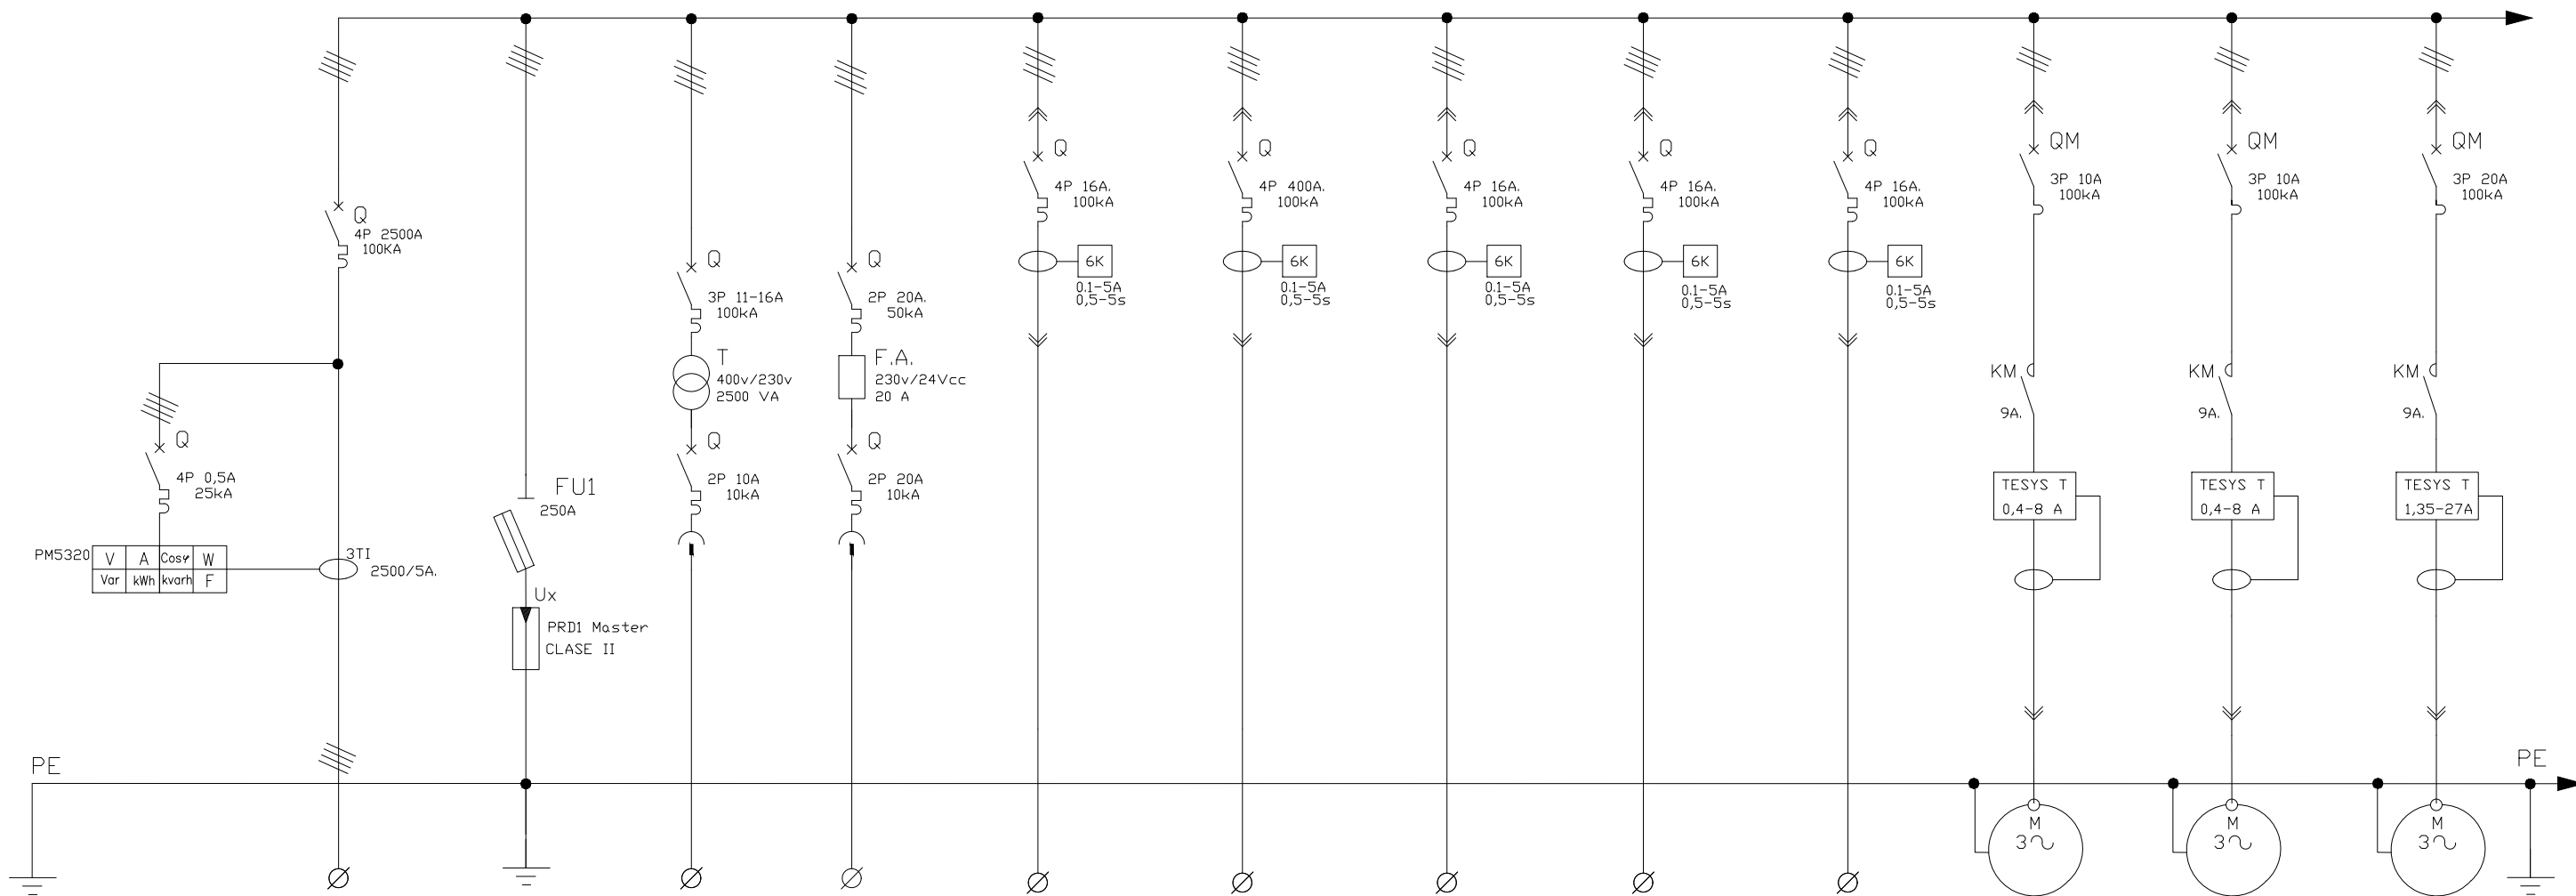 Q
4P 2500A
100KA
Q
4P 0,5A
25kA
PM5320
V A Cosφ W
Var kWh kvarh F
3TI
2500/5A.
FU1
250A
Ux
PRD1 Master
CLASE II
Q
3P 11-16A
100kA
T
400v/230v
2500 VA
Q
2P 10A
10kA
Q
2P 20A.
50kA
F.A.
230v/24Vcc
20 A
Q
2P 20A
10kA
Q
4P 16A.
100kA
6K
0.1-5A
0,5-5s
Q
4P 400A.
100kA
6K
0.1-5A
0,5-5s
Q
4P 16A.
100kA
6K
0.1-5A
0,5-5s
Q
4P 16A.
100kA
6K
0.1-5A
0,5-5s
Q
4P 16A.
100kA
6K
0.1-5A
0,5-5s
QM
3P 10A
100kA
KM
9A.
TESYS T
0,4-8 A
M
3
QM
3P 10A
100kA
KM
9A.
TESYS T
0,4-8 A
M
3
QM
3P 20A
100kA
KM
9A.
TESYS T
1,35-27A
M
3
PE
PE